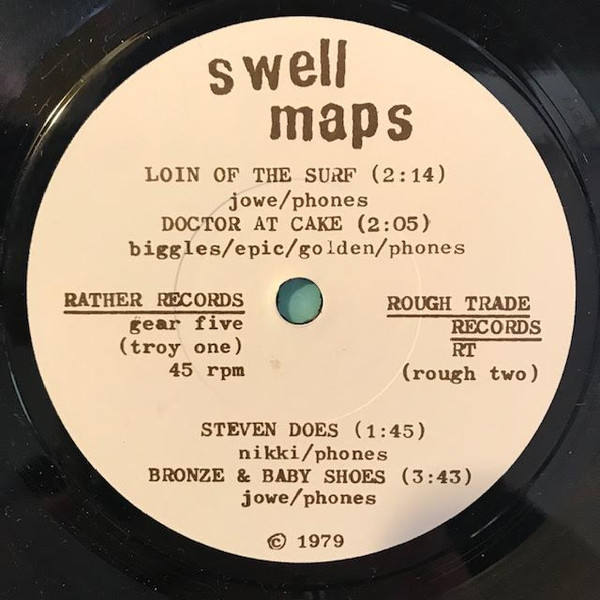 swell
maps
LOIN OF THE SURF (2:14)
jowe/phones
DOCTOR AT CAKE (2:05)
biggles/epic/golden/phones
RATHER RECORDS
gear five
(troy one)
45 rpm
ROUGH TRADE
RECORDS
RT
(rough two)
STEVEN DOES (1:45)
nikki/phones
BRONZE & BABY SHOES (3:43)
jowe/phones
© 1979